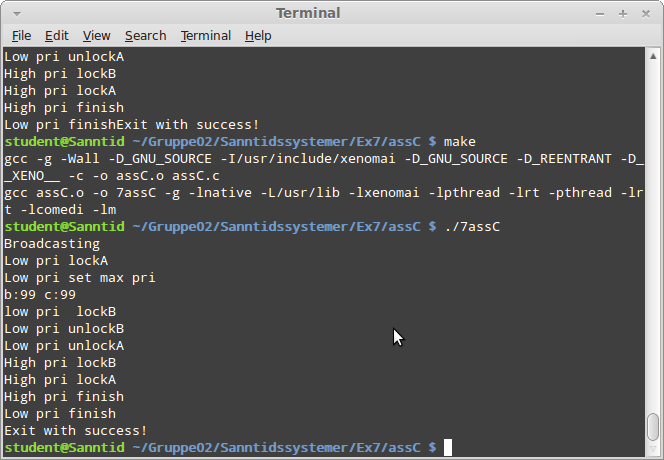 Terminal
File Edit View Search Terminal Help
Low pri unlockA
High pri lockB
High pri lockA
High pri finish
Low pri finishExit with success!
student@Sanntid ~/Gruppe02/Sanntidssystemer/Ex7/assC $ make
gcc -g -Wall -D_GNU_SOURCE -I/usr/include/xenomai -D_GNU_SOURCE -D_REENTRANT -D_
_XENO__ -c -o assC.o assC.c
gcc assC.o -o 7assC -g -lnative -L/usr/lib -lxenomai -lpthread -lrt -pthread -lr
t -lcomedi -lm
student@Sanntid ~/Gruppe02/Sanntidssystemer/Ex7/assC $ ./7assC
Broadcasting
Low pri lockA
Low pri set max pri
b:99 c:99
low pri  lockB
Low pri unlockB
Low pri unlockA
High pri lockB
High pri lockA
High pri finish
Low pri finish
Exit with success!
student@Sanntid ~/Gruppe02/Sanntidssystemer/Ex7/assC $